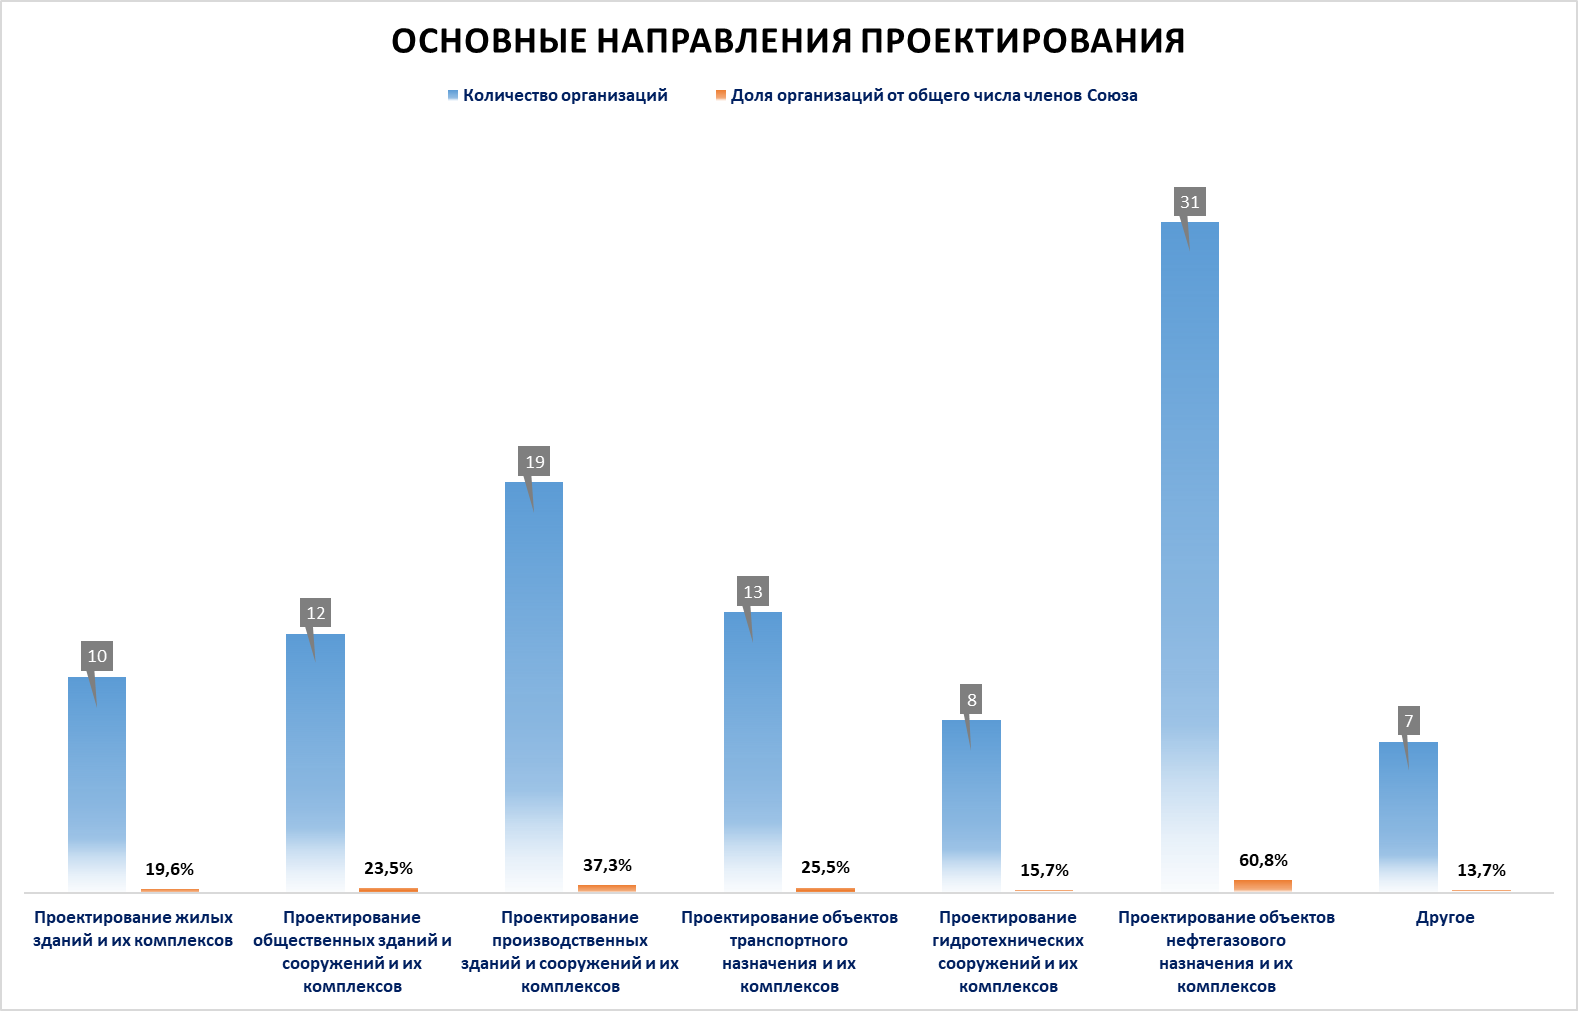 ОСНОВНЫЕ НАПРАВЛЕНИЯ ПРОЕКТИРОВАНИЯ
Количество организаций
Доля организаций от общего числа членов Союза
10
19,6%
12
23,5%
19
37,3%
13
25,5%
8
15,7%
31
60,8%
7
13,7%
Проектирование жилых
зданий и их комплексов
Проектирование
общественных зданий и
сооружений и их
комплексов
Проектирование
производственных
зданий и сооружений и их
комплексов
Проектирование объектов
транспортного
назначения и их
комплексов
Проектирование
гидротехнических
сооружений и их
комплексов
Проектирование объектов
нефтегазового
назначения и их
комплексов
Другое